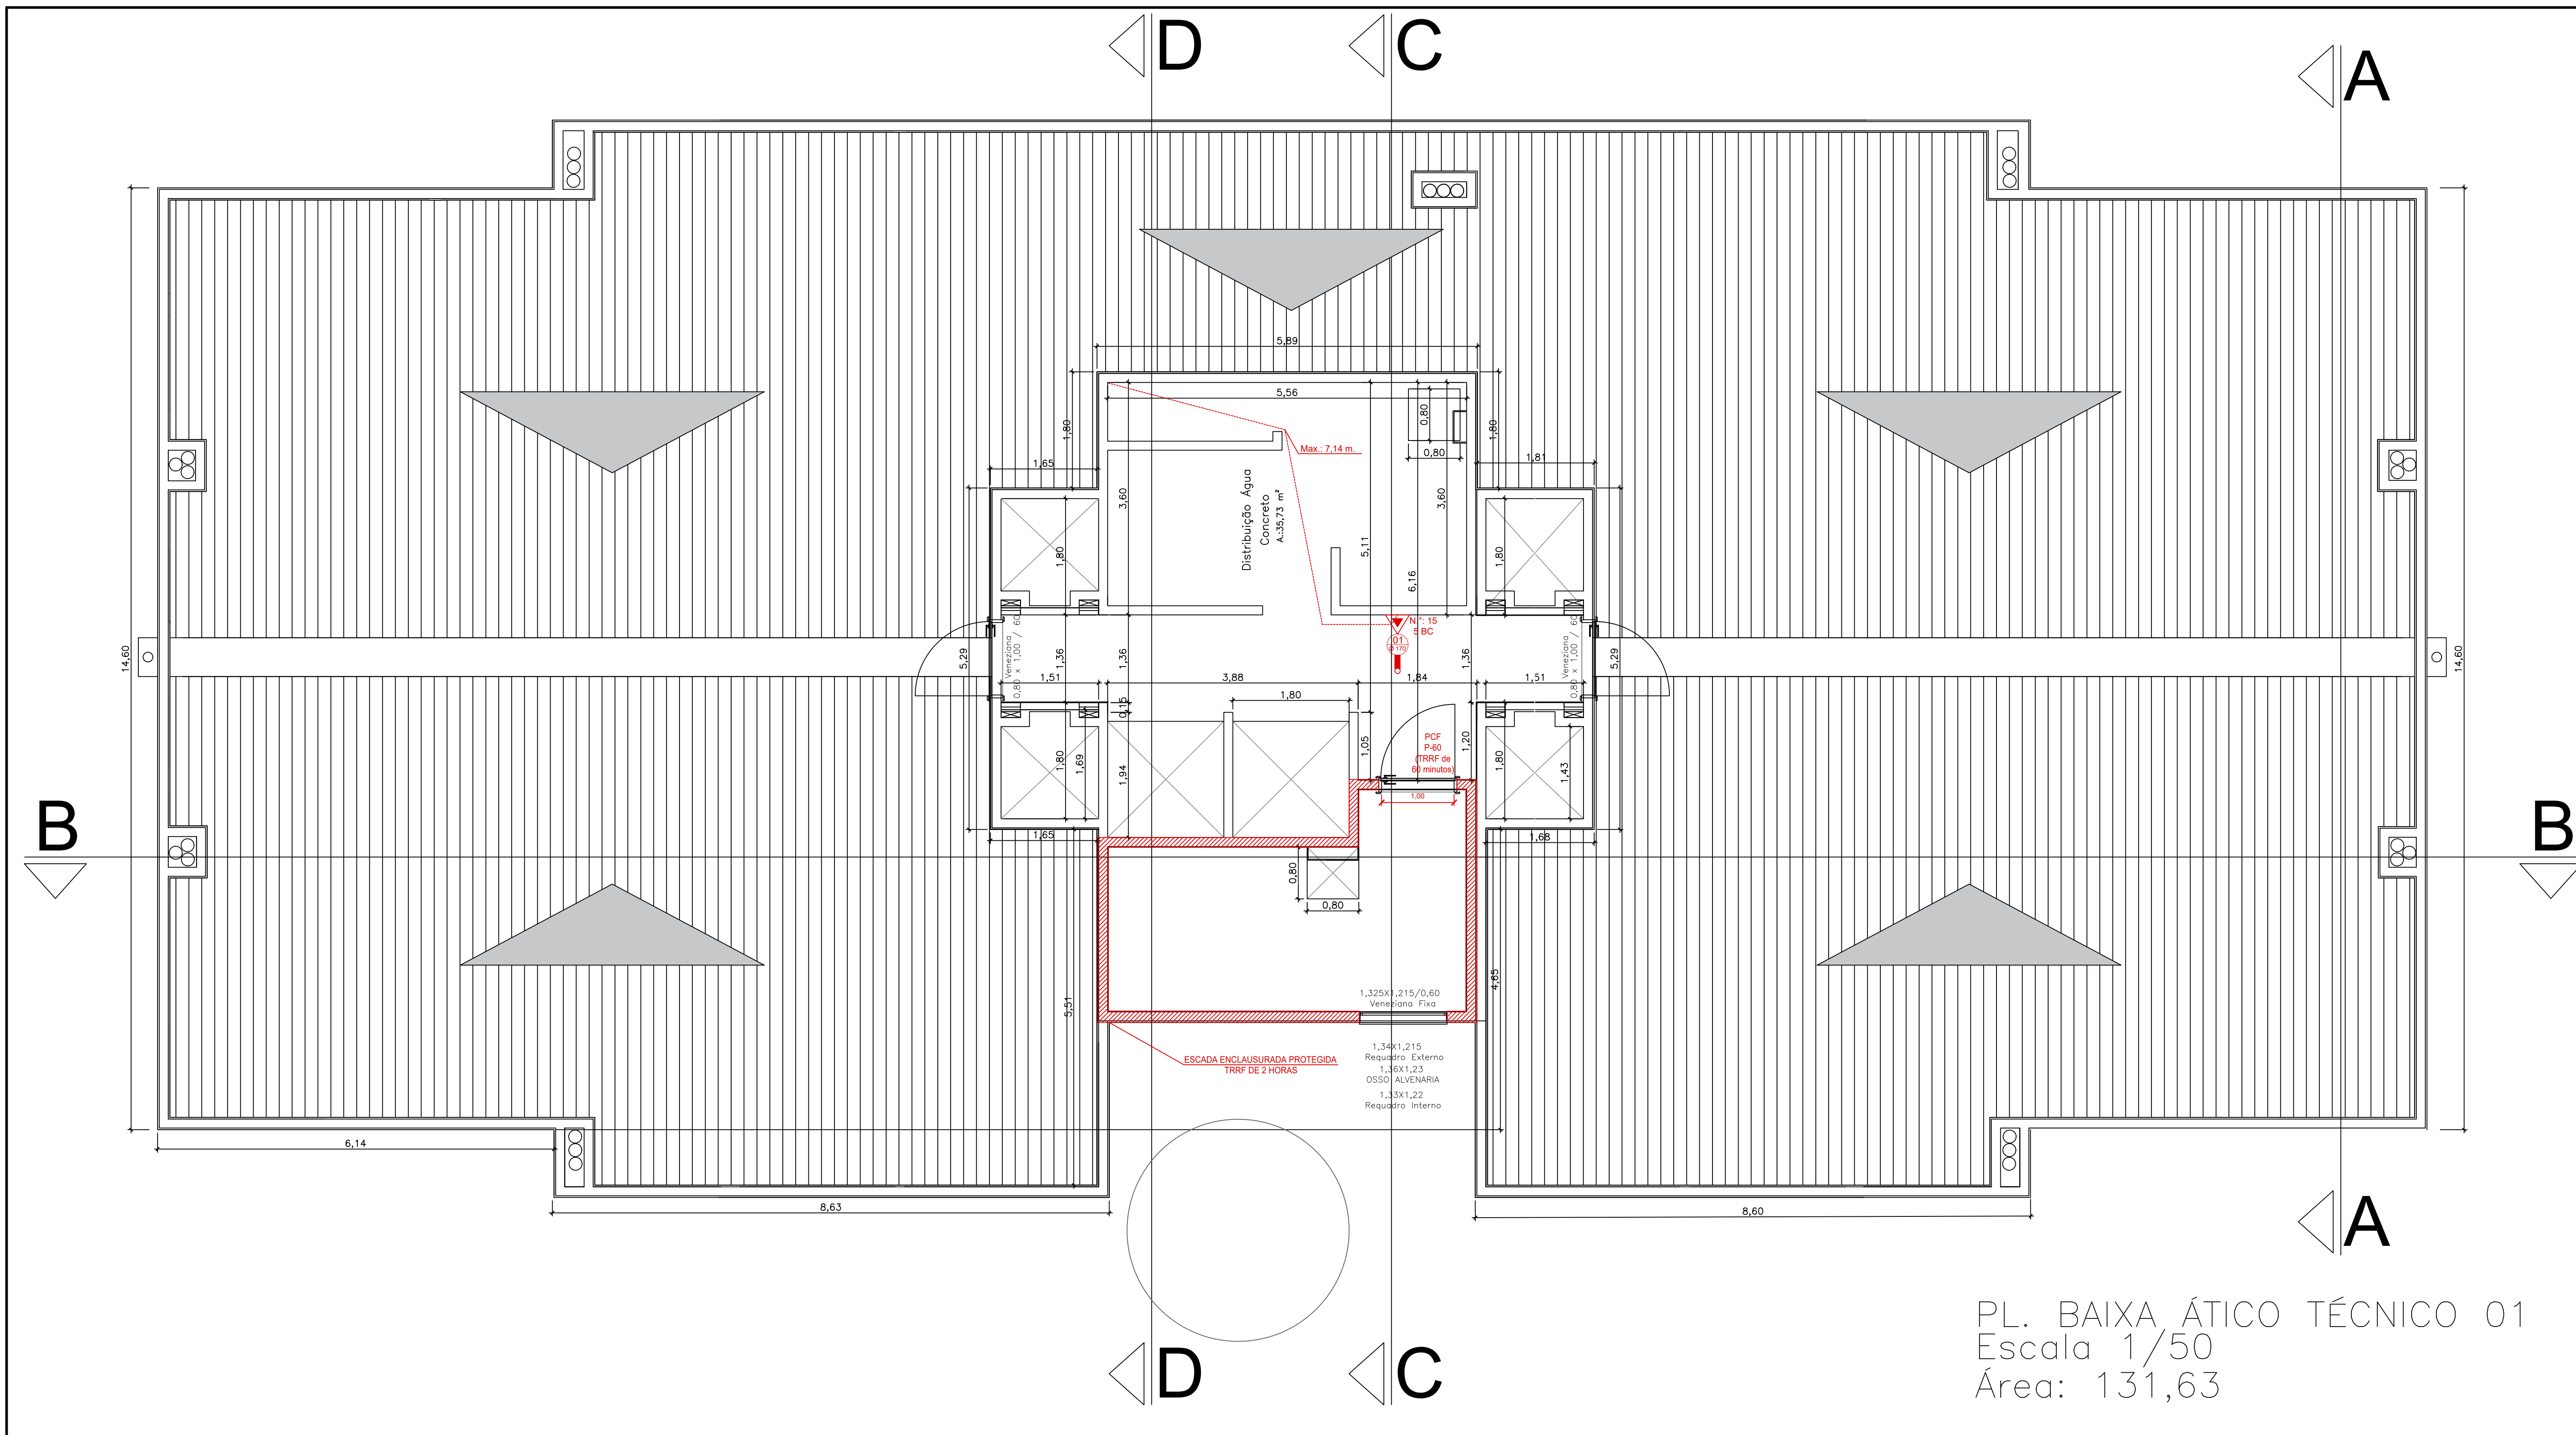 D
C
A
5,89
5,56
1,80
0,80
1,80
Max.: 7,14 m.
0,80
1,65
1,81
3,60
Distribuição Água
Concreto
A.:35,73 m²
3,60
5,11
1,80
1,80
6,16
N.º: 15
5 BC
01
Ø 170
Veneziana
0,80 x 1,00 / 60
Veneziana
0,80 x 1,00 / 60
14,60
5,29
1,36
1,36
1,36
5,29
14,60
1,51
3,88
1,84
1,51
1,80
0,15
PCF
P-60
(TRRF de
60 minutos)
1,05
1,20
1,80
1,69
1,94
1,80
1,43
1,00
B
B
1,65
1,68
0,80
0,80
4,65
5,51
1,325X1,215/0,60
Veneziana Fixa
ESCADA ENCLAUSURADA PROTEGIDA
TRRF DE 2 HORAS
1,34X1,215
Requadro Externo
1,36X1,23
OSSO ALVENARIA
1,33X1,22
Requadro Interno
6,14
8,63
8,60
A
D
C
PL. BAIXA ÁTICO TÉCNICO 01
Escala 1/50
Área: 131,63